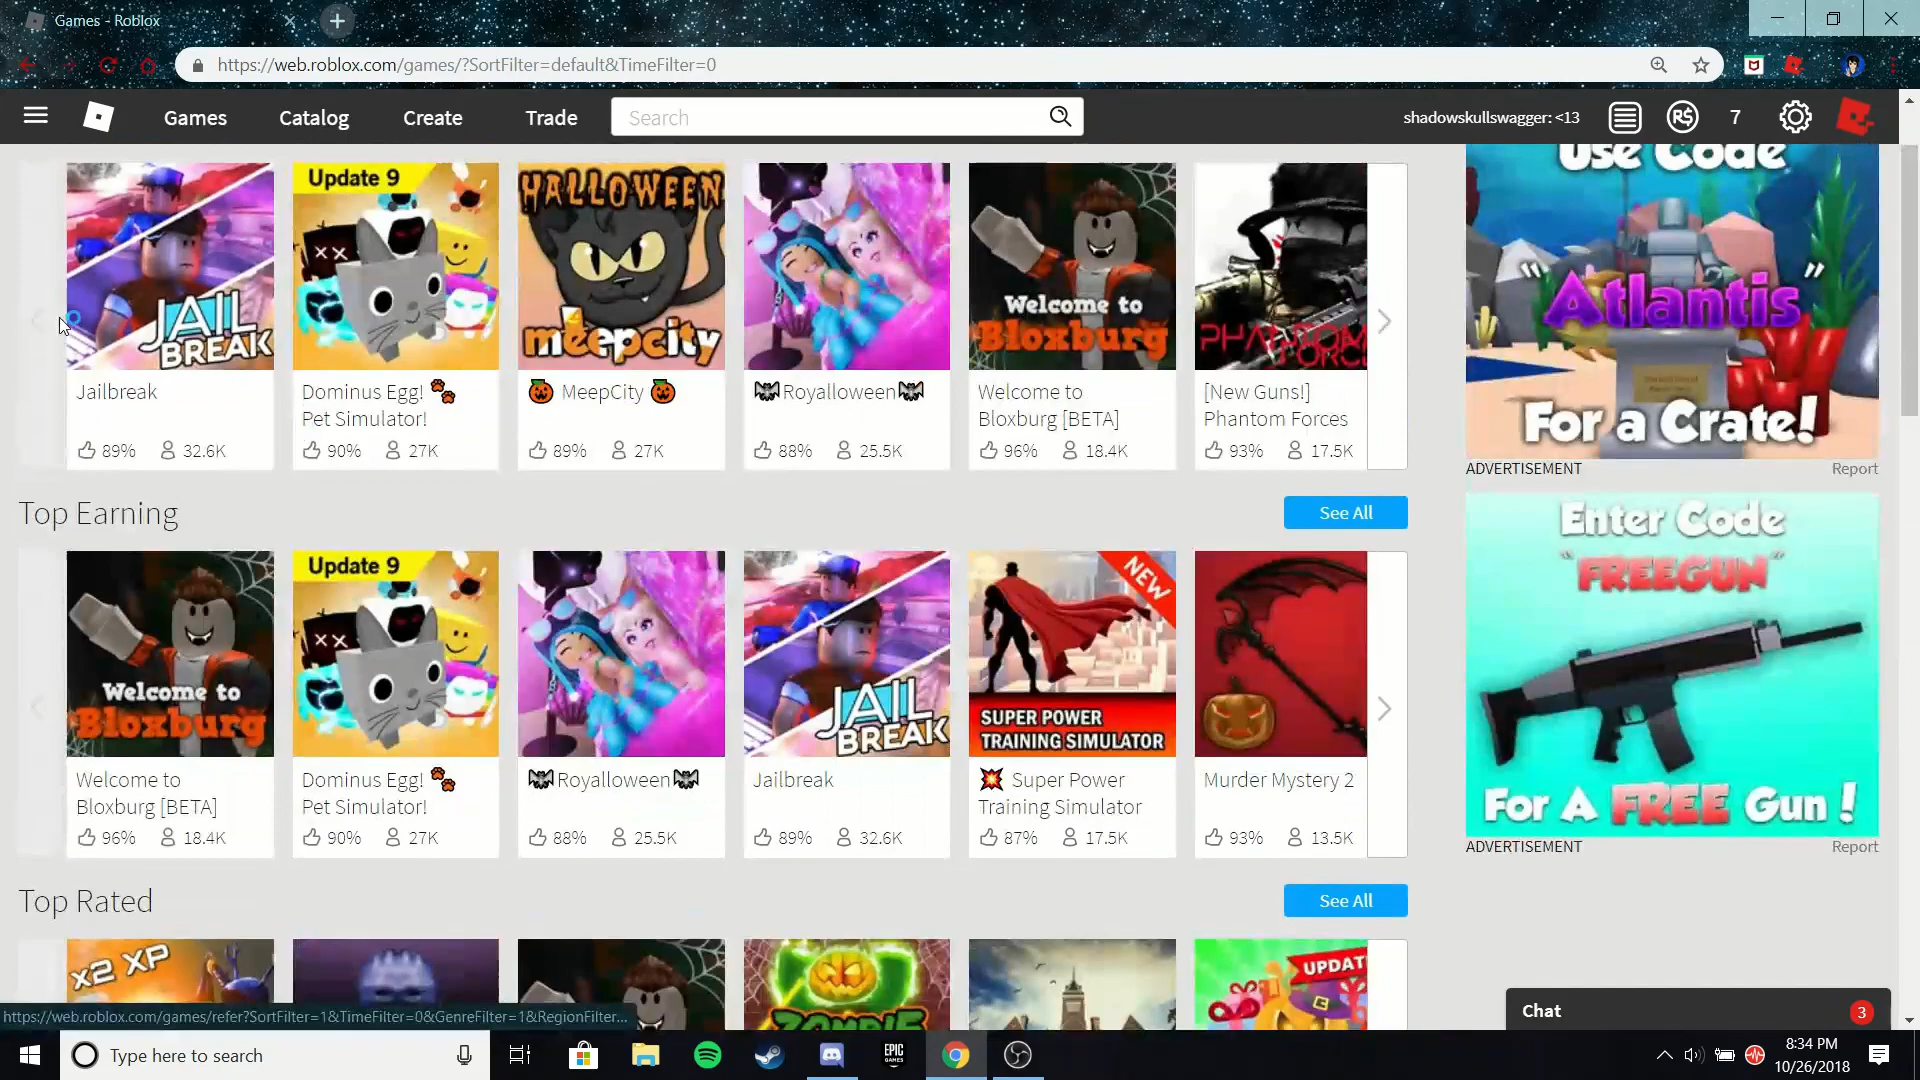 Games - Roblox
https://web.roblox.com/games/?SortFilter=default&TimeFilter=0
Games
Catalog
Create
Trade
Search
shadowskullswagger: <13
R$
7
JAIL
BREAK
Jailbreak
89% 32.6K
Update 9
Dominus Egg! 🐾
Pet Simulator!
90% 27K
HALLOWEEN
meepcity
🎃 MeepCity 🎃
89% 27K
🦇Royalloween🦇
88% 25.5K
Welcome to
Bloxburg
Welcome to
Bloxburg [BETA]
96% 18.4K
PHANTOM
FORC
[New Guns!]
Phantom Forces
93% 17.5K
Use Code
"Atlantis"
For a Crate!
ADVERTISEMENT Report
Top Earning
See All
Welcome to
Bloxburg
Welcome to
Bloxburg [BETA]
96% 18.4K
Update 9
Dominus Egg! 🐾
Pet Simulator!
90% 27K
🦇Royalloween🦇
88% 25.5K
JAIL
BREAK
Jailbreak
89% 32.6K
NEW
SUPER POWER
TRAINING SIMULATOR
💥 Super Power
Training Simulator
87% 17.5K
Murder Mystery 2
93% 13.5K
Enter Code
"FREEGUN"
For A FREE Gun!
ADVERTISEMENT Report
Top Rated
See All
x2 XP
ZOMBIE
UPDAT
https://web.roblox.com/games/refer?SortFilter=1&TimeFilter=0&GenreFilter=1&RegionFilter...
Chat
3
Type here to search
EPIC
GAMES
8:34 PM
10/26/2018